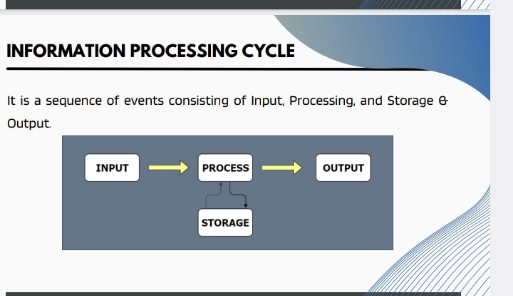 INFORMATION PROCESSING CYCLE
It is a sequence of events consisting of Input, Processing, and Storage &
Output.
INPUT PROCESS OUTPUT
STORAGE